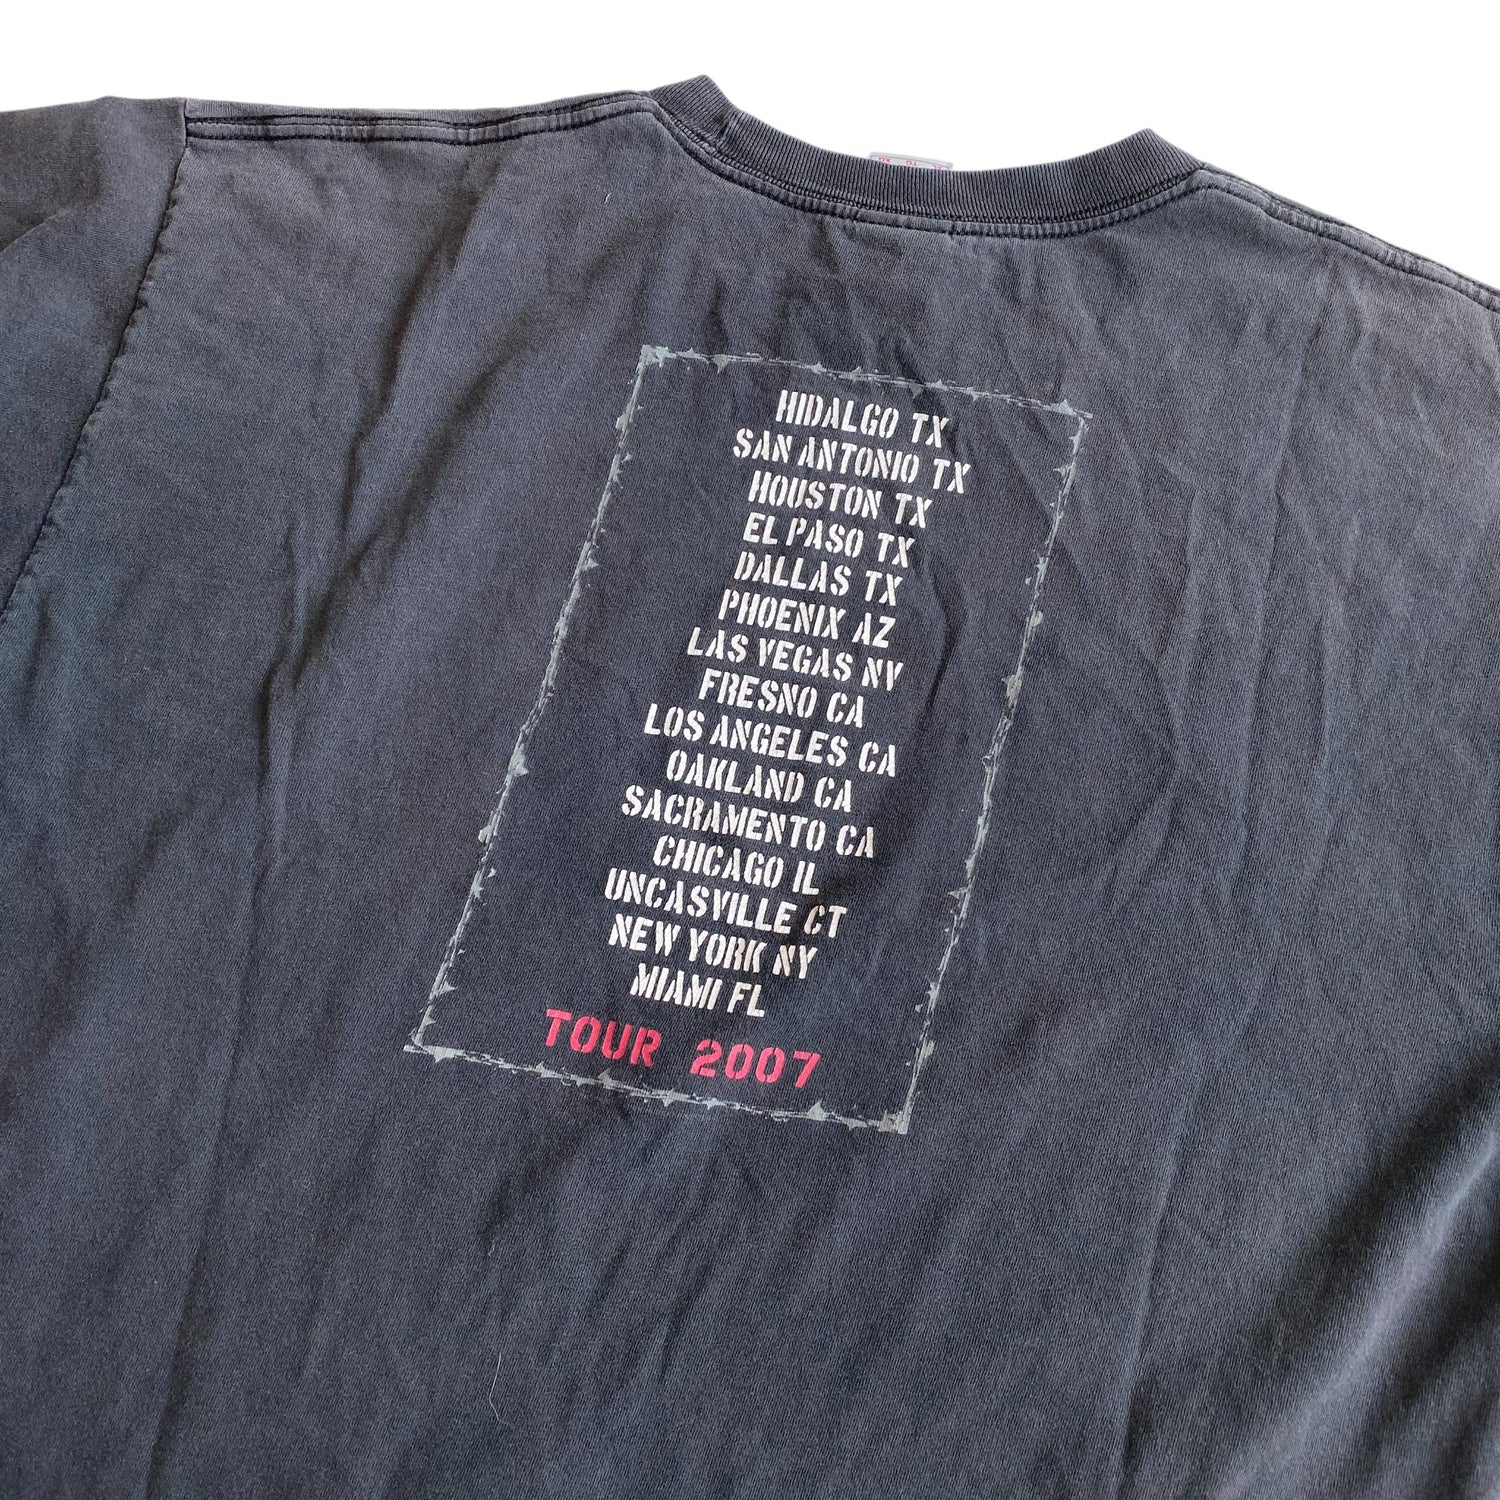 HIDALGO TX
SAN ANTONIO TX
HOUSTON TX
EL PASO TX
DALLAS TX
PHOENIX AZ
LAS VEGAS NV
FRESNO CA
LOS ANGELES CA
OAKLAND CA
SACRAMENTO CA
CHICAGO IL
UNCASVILLE CT
NEW YORK NY
MIAMI FL
TOUR 2007